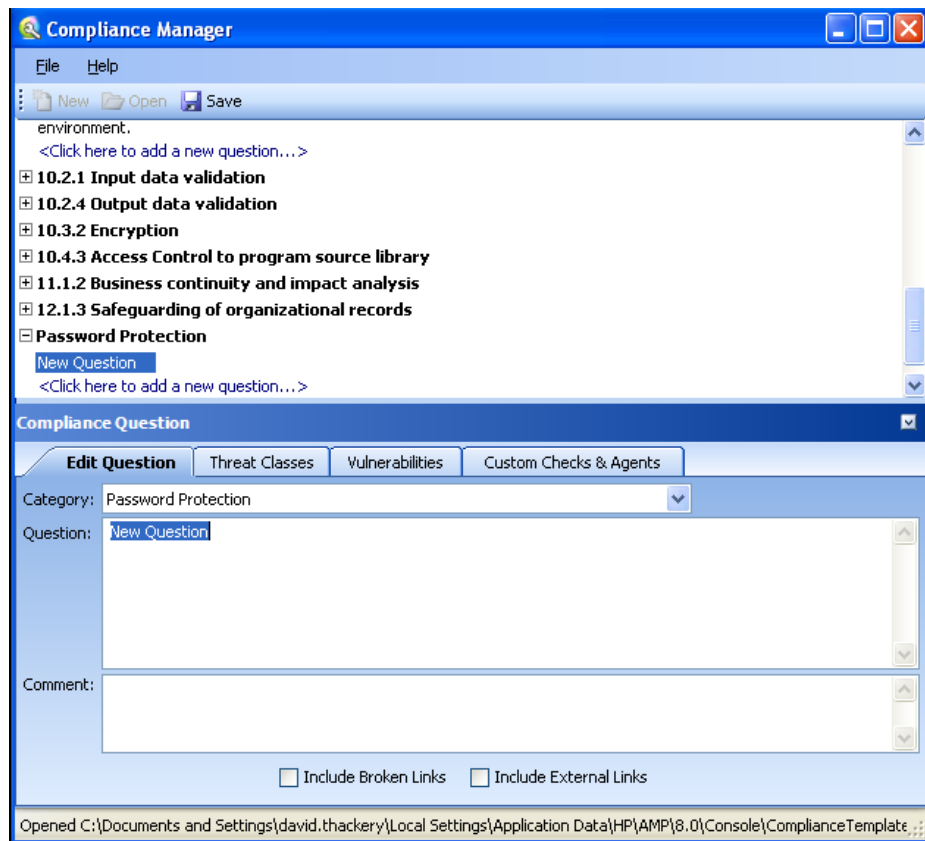 Compliance Manager
File Help
New Open Save
environment.
<Click here to add a new question...>
10.2.1 Input data validation
10.2.4 Output data validation
10.3.2 Encryption
10.4.3 Access Control to program source library
11.1.2 Business continuity and impact analysis
12.1.3 Safeguarding of organizational records
Password Protection
New Question
<Click here to add a new question...>
Compliance Question
Edit Question Threat Classes Vulnerabilities Custom Checks & Agents
Category: Password Protection
Question: New Question
Comment:
Include Broken Links Include External Links
Opened C:\Documents and Settings\david.thackery\Local Settings\Application Data\HP\AMP\8.0\Console\ComplianceTemplate